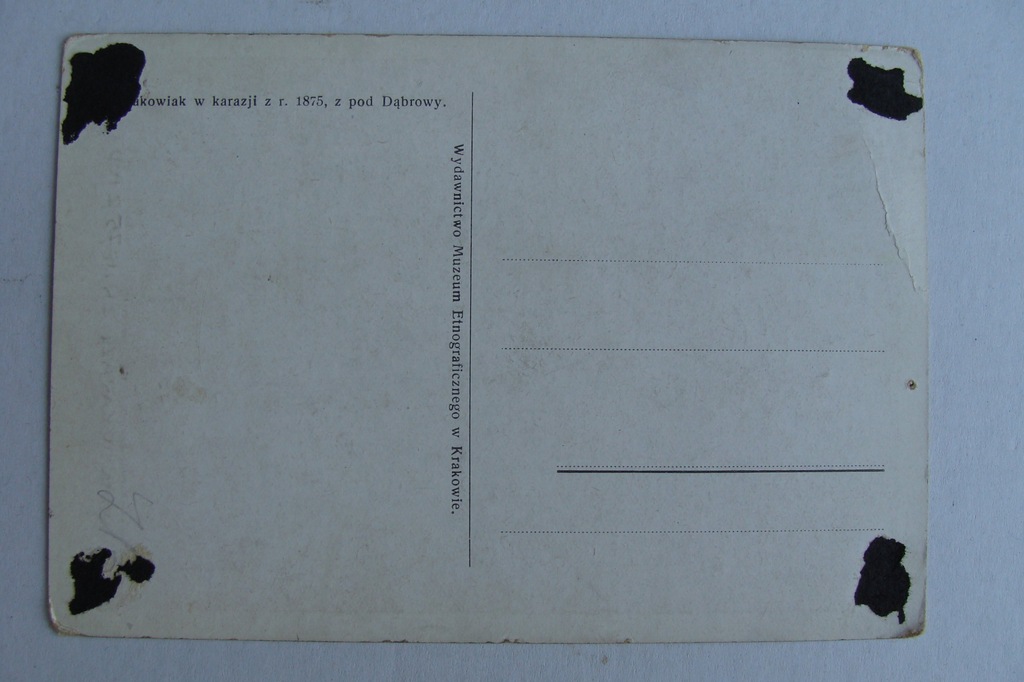 akowiak w karazji z r. 1875, z pod Dąbrowy.
Wydawnictwo Muzeum Etnograficznego w Krakowie.